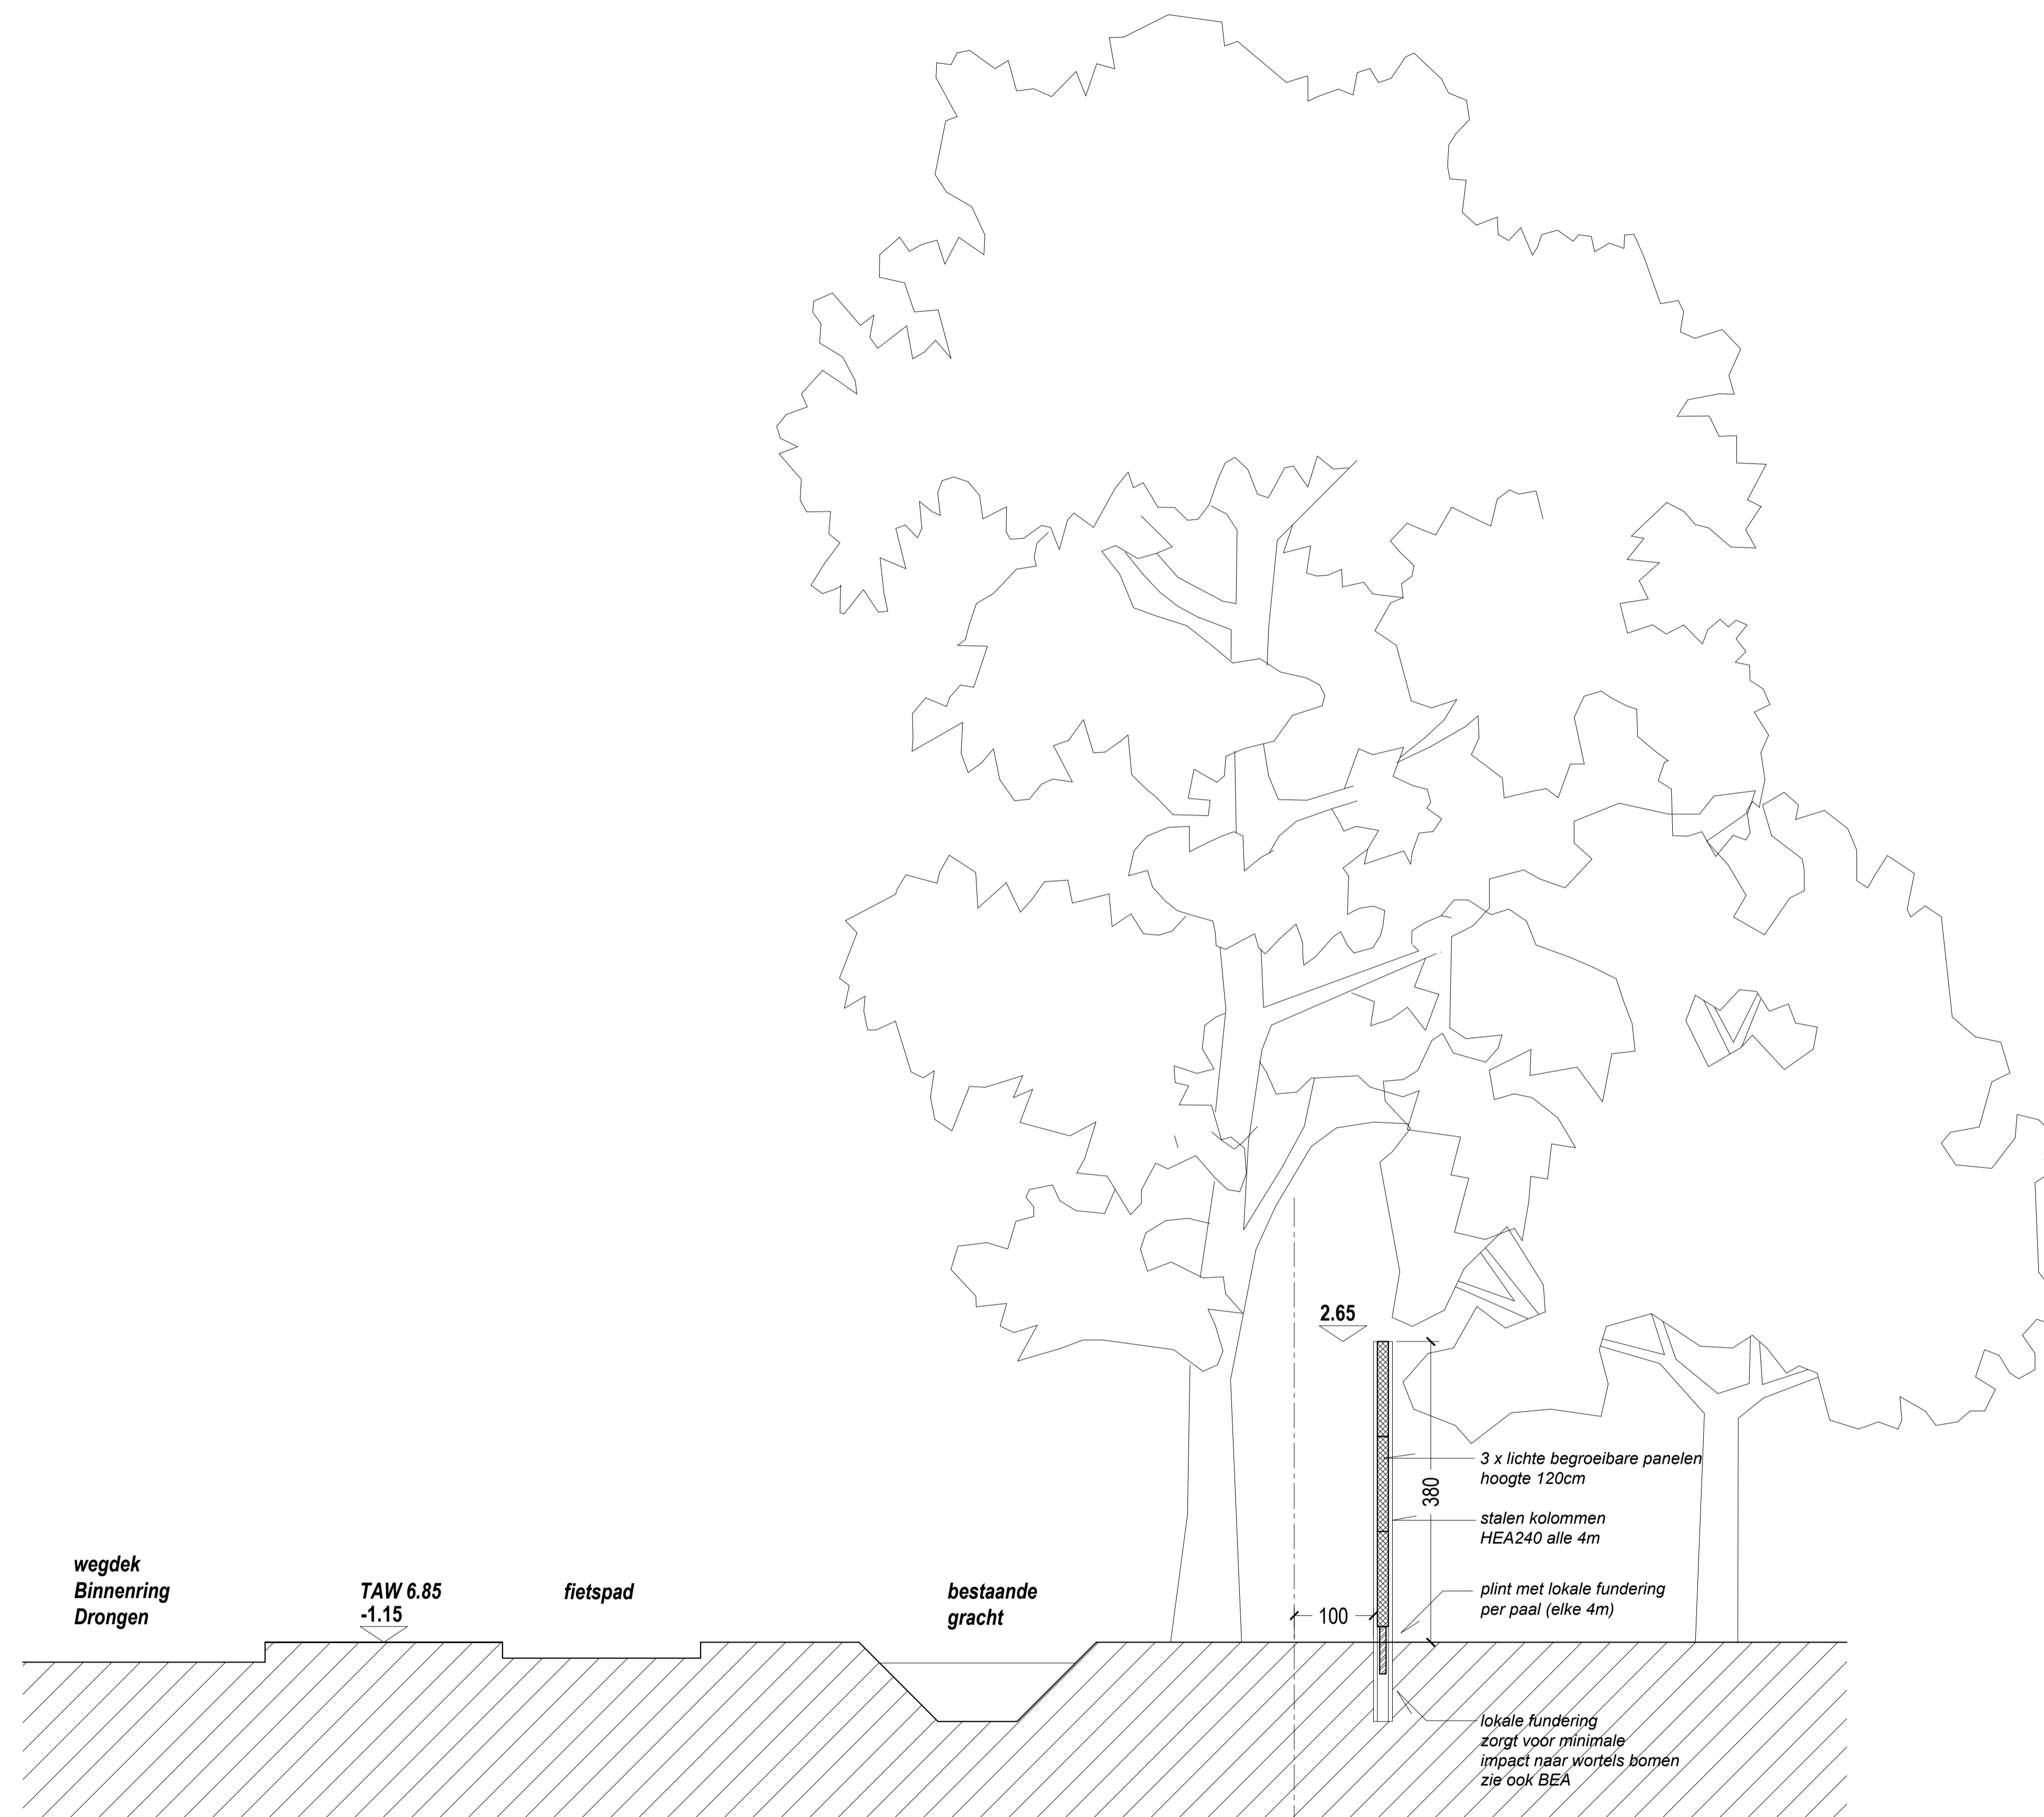 2.65
3 x lichte begroeibare panelen
hoogte 120cm
380
stalen kolommen
HEA240 alle 4m
wegdek
Binnenring
Drongen
TAW 6.85
-1.15
fietspad
bestaande
gracht
plint met lokale fundering
per paal (elke 4m)
100
lokale fundering
zorgt voor minimale
impact naar wortels bomen
zie ook BEA